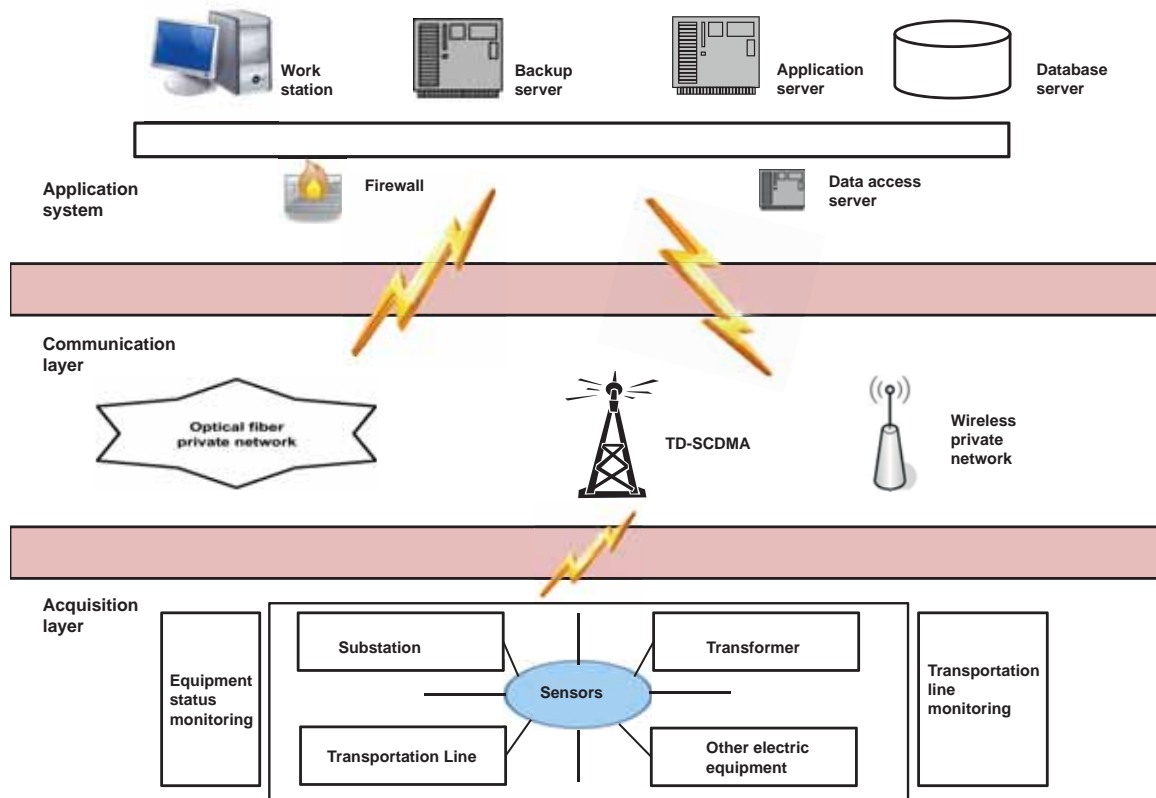 Work
station
Backup
server
Application
server
Database
server
Application
system
Firewall
Data access
server
Communication
layer
Optical fiber
private network
TD-SCDMA
Wireless
private
network
Acquisition
layer
Equipment
status
monitoring
Substation
Transformer
Sensors
Transportation Line
Other electric
equipment
Transportation
line
monitoring